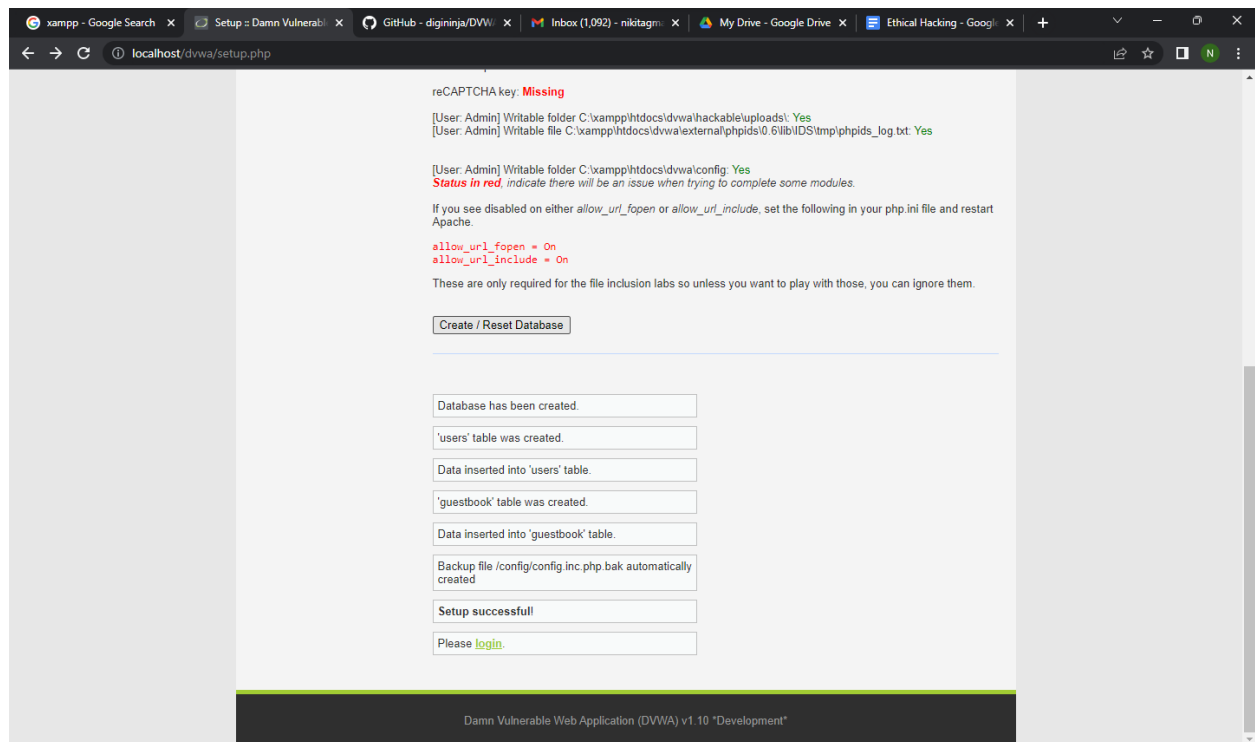 xampp - Google Search
Setup :: Damn Vulnerabl
GitHub - digininja/DVW
Inbox (1,092) - nikitagm
My Drive - Google Drive
Ethical Hacking - Google
localhost/dvwa/setup.php
N
reCAPTCHA key: Missing
[User: Admin] Writable folder C:\xampp\htdocs\dvwa\hackable\uploads\: Yes
[User: Admin] Writable file C:\xampp\htdocs\dvwa\external\phpids\0.6\lib\IDS\tmp\phpids_log.txt: Yes
[User: Admin] Writable folder C:\xampp\htdocs\dvwa\config: Yes
Status in red, indicate there will be an issue when trying to complete some modules.
If you see disabled on either allow_url_fopen or allow_url_include, set the following in your php.ini file and restart
Apache.
allow_url_fopen = On
allow_url_include = On
These are only required for the file inclusion labs so unless you want to play with those, you can ignore them.
Create / Reset Database
Database has been created.
'users' table was created.
Data inserted into 'users' table.
'guestbook' table was created.
Data inserted into 'guestbook' table.
Backup file /config/config.inc.php.bak automatically
created
Setup successful!
Please login.
Damn Vulnerable Web Application (DVWA) v1.10 *Development*